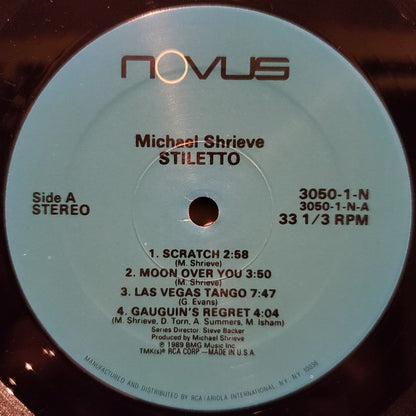 NOVUS
Michael Shrieve
STILETTO
Side A
STEREO
3050-1-N
3050-1-N-A
33 1/3 RPM
1. SCRATCH 2:58
(M. Shrieve)
2. MOON OVER YOU 3:50
(M. Shrieve)
3. LAS VEGAS TANGO 7:47
(G. Evans)
4. GAUGUIN'S REGRET 4:04
(M. Shrieve, D. Torn, A. Summers, M. Isham)
Series Director: Steve Backer
Produced by Michael Shrieve
℗ 1989 BMG Music Inc.
TMK(s)® RCA CORP—MADE IN U.S.A.
MANUFACTURED AND DISTRIBUTED BY RCA/ARIOLA INTERNATIONAL, NY, NY. 10036